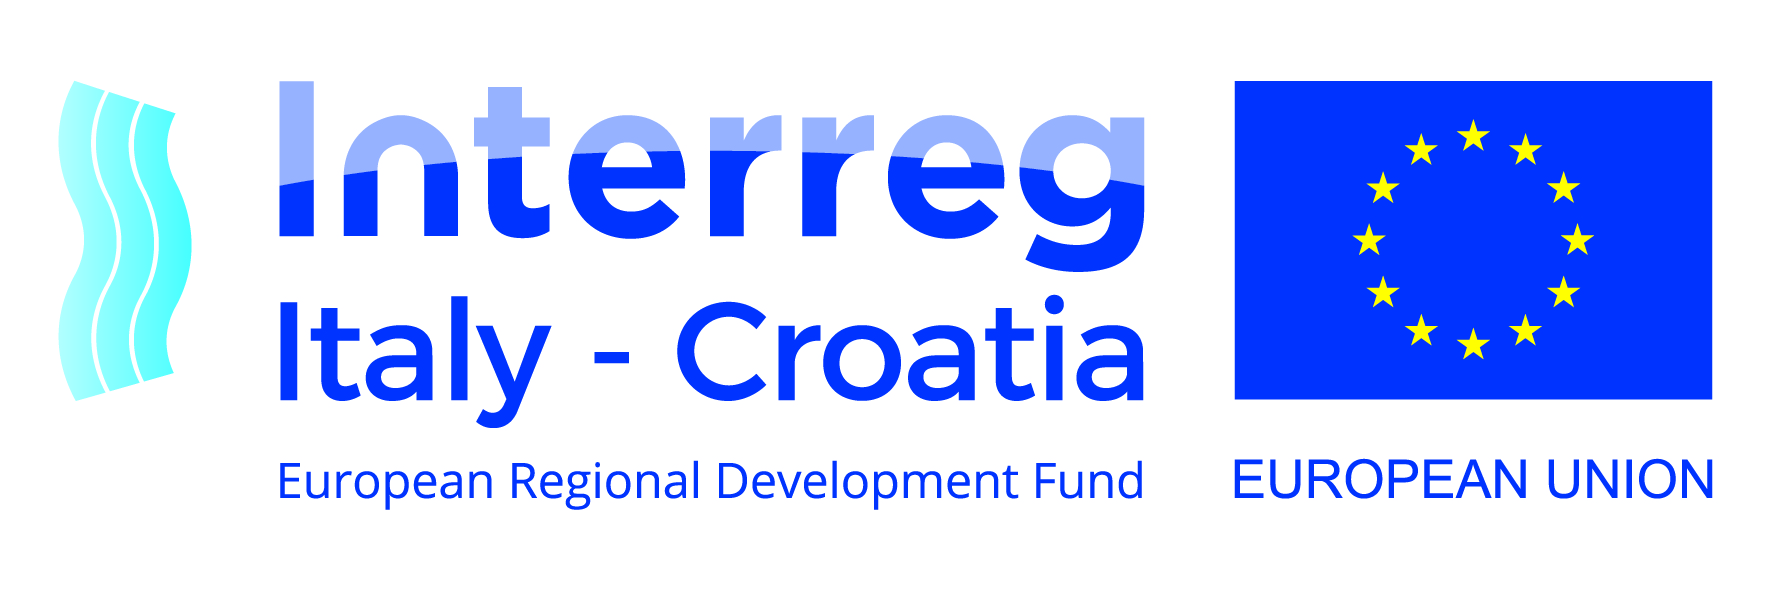 Interreg
Italy - Croatia
European Regional Development Fund
EUROPEAN UNION